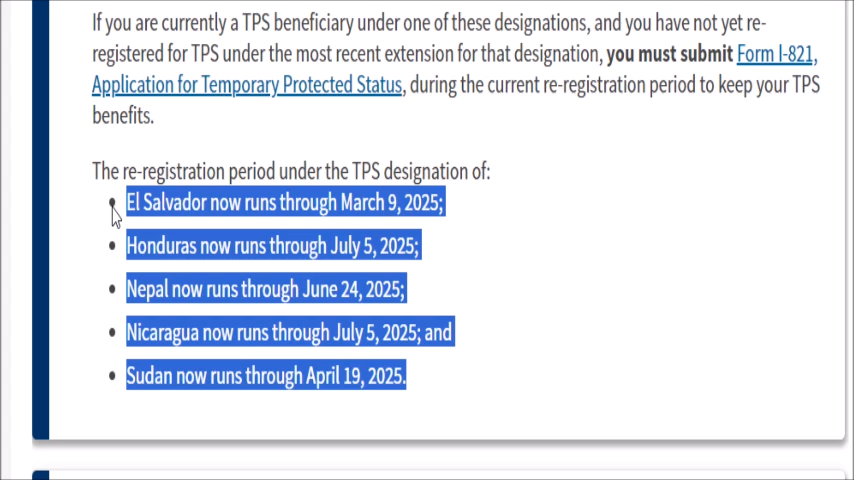 If you are currently a TPS beneficiary under one of these designations, and you have not yet re-
registered for TPS under the most recent extension for that designation, you must submit Form I-821,
Application for Temporary Protected Status, during the current re-registration period to keep your TPS
benefits.
The re-registration period under the TPS designation of:
• El Salvador now runs through March 9, 2025;
• Honduras now runs through July 5, 2025;
• Nepal now runs through June 24, 2025;
• Nicaragua now runs through July 5, 2025; and
• Sudan now runs through April 19, 2025.